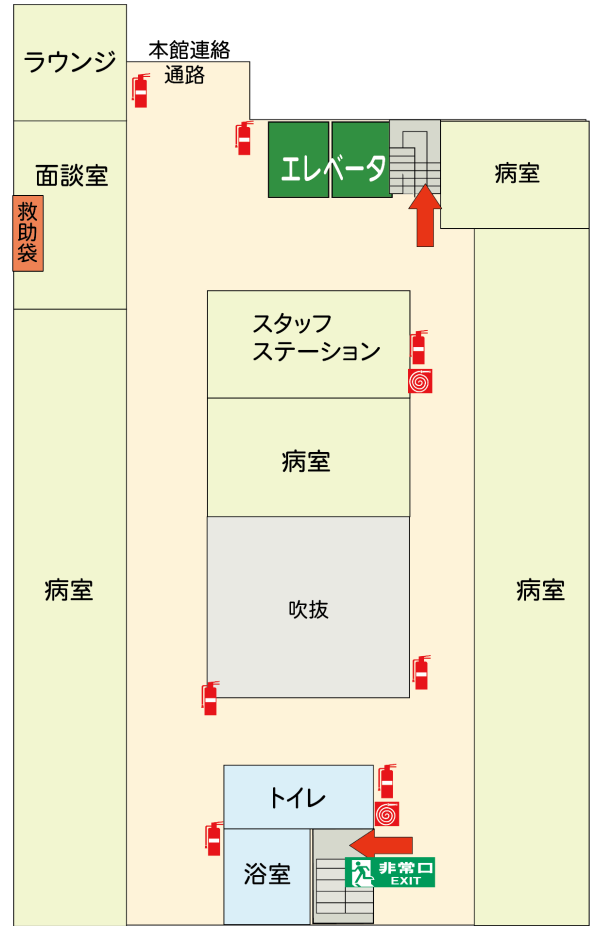 ラウンジ
本館連絡
通路
面談室
救助袋
エレベータ
病室
スタッフ
ステーション
病室
吹抜
病室
病室
トイレ
浴室
非常口
EXIT